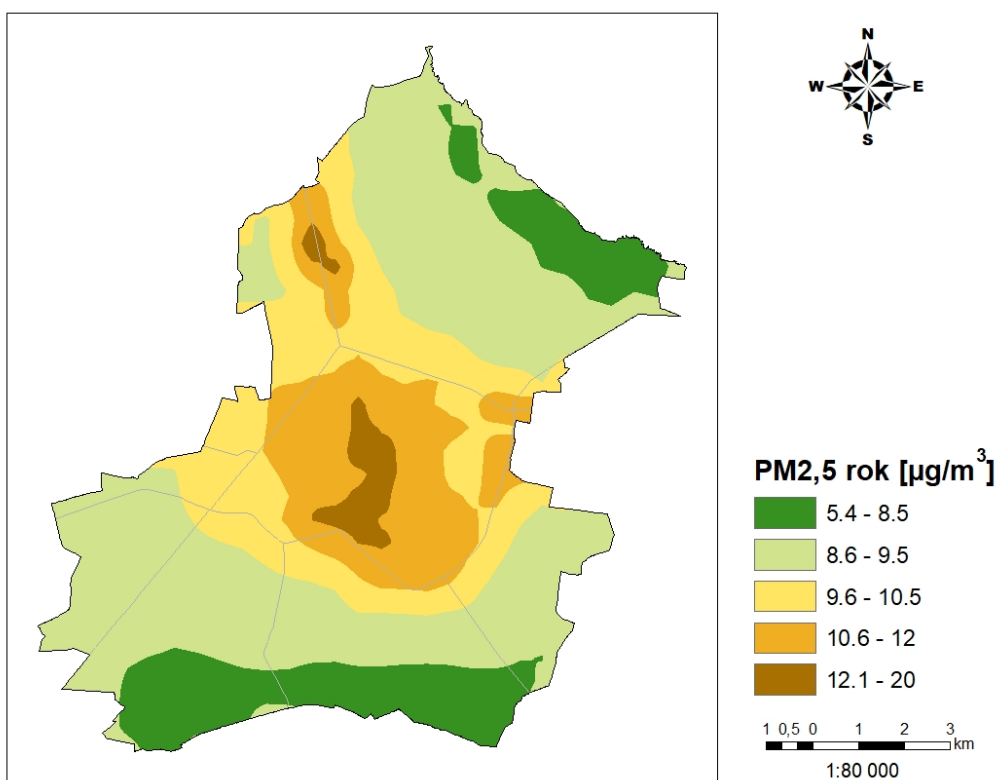 N
W E
S
PM2,5 rok [µg/m³]
5.4 - 8.5
8.6 - 9.5
9.6 - 10.5
10.6 - 12
12.1 - 20
1 0,5 0 1 2 3
km
1:80 000